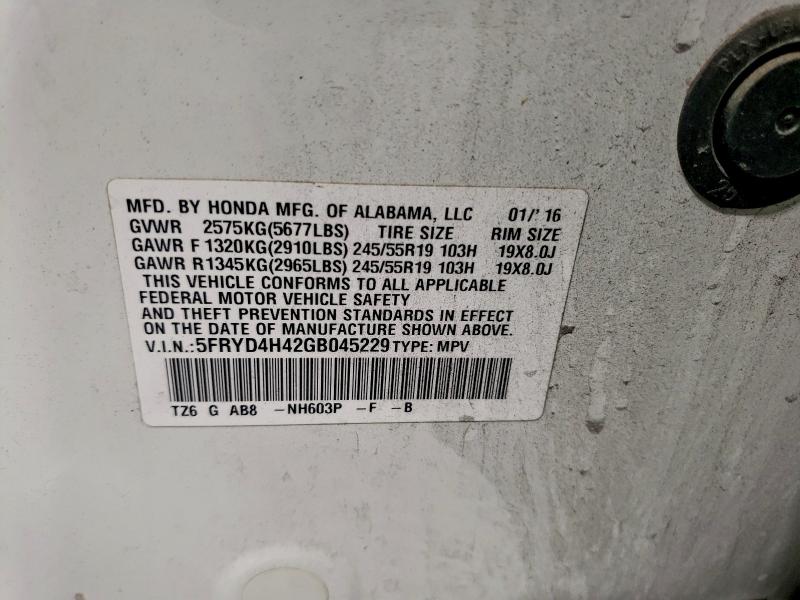 MFD. BY HONDA MFG. OF ALABAMA, LLC 01/' 16
GVWR 2575KG(5677LBS) TIRE SIZE RIM SIZE
GAWR F 1320KG(2910LBS) 245/55R19 103H 19X8.0J
GAWR R1345KG(2965LBS) 245/55R19 103H 19X8.0J
THIS VEHICLE CONFORMS TO ALL APPLICABLE
FEDERAL MOTOR VEHICLE SAFETY
AND THEFT PREVENTION STANDARDS IN EFFECT
ON THE DATE OF MANUFACTURE SHOWN ABOVE.
V.I.N.:5FRYD4H42GB045229 TYPE: MPV
TZ6 G AB8 -NH603P -F -B